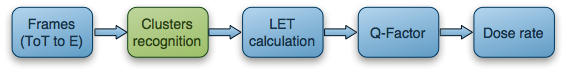 Frames
(ToT to E)
Clusters
recognition
LET
calculation
Q-Factor
Dose rate